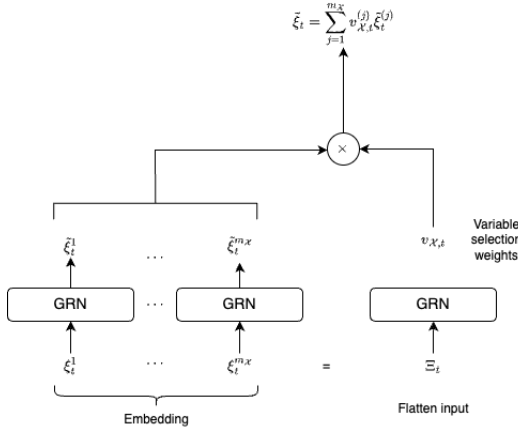 ξ̃_t = ∑_{j=1}^{m_χ} v_{χ,t}^{(j)} ξ̃_t^{(j)}
×
ξ̃_t^1 ... ξ̃_t^{m_χ}
v_{χ,t}
Variable
selection
weights
GRN ... GRN
GRN
ξ_t^1 ... ξ_t^{m_χ} = Ξ_t
Embedding
Flatten input